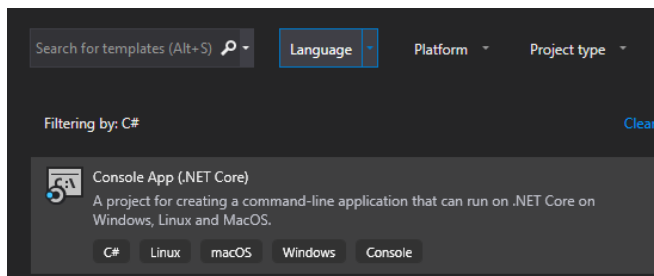 Search for templates (Alt+S)
Language
Platform
Project type
Filtering by: C#
Clear
C:\
Console App (.NET Core)
A project for creating a command-line application that can run on .NET Core on
Windows, Linux and MacOS.
C# Linux macOS Windows Console